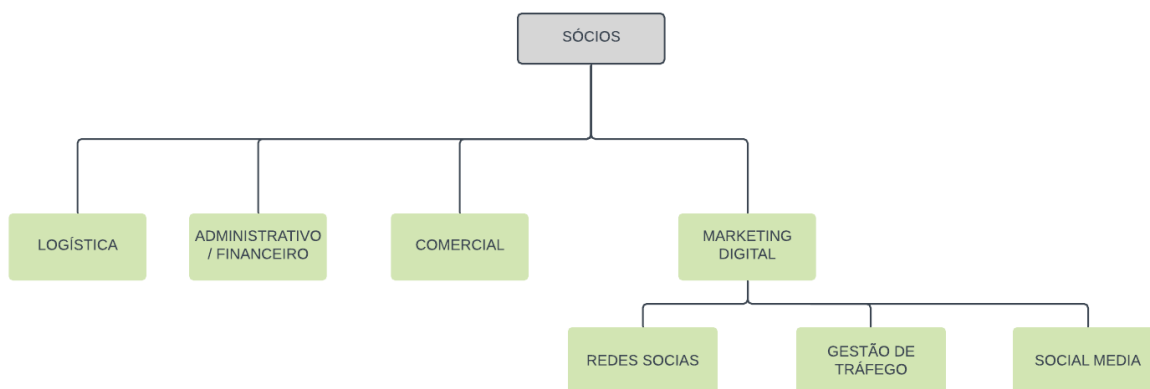 SÓCIOS
LOGÍSTICA
ADMINISTRATIVO
/ FINANCEIRO
COMERCIAL
MARKETING
DIGITAL
REDES SOCIAS
GESTÃO DE
TRÁFEGO
SOCIAL MEDIA